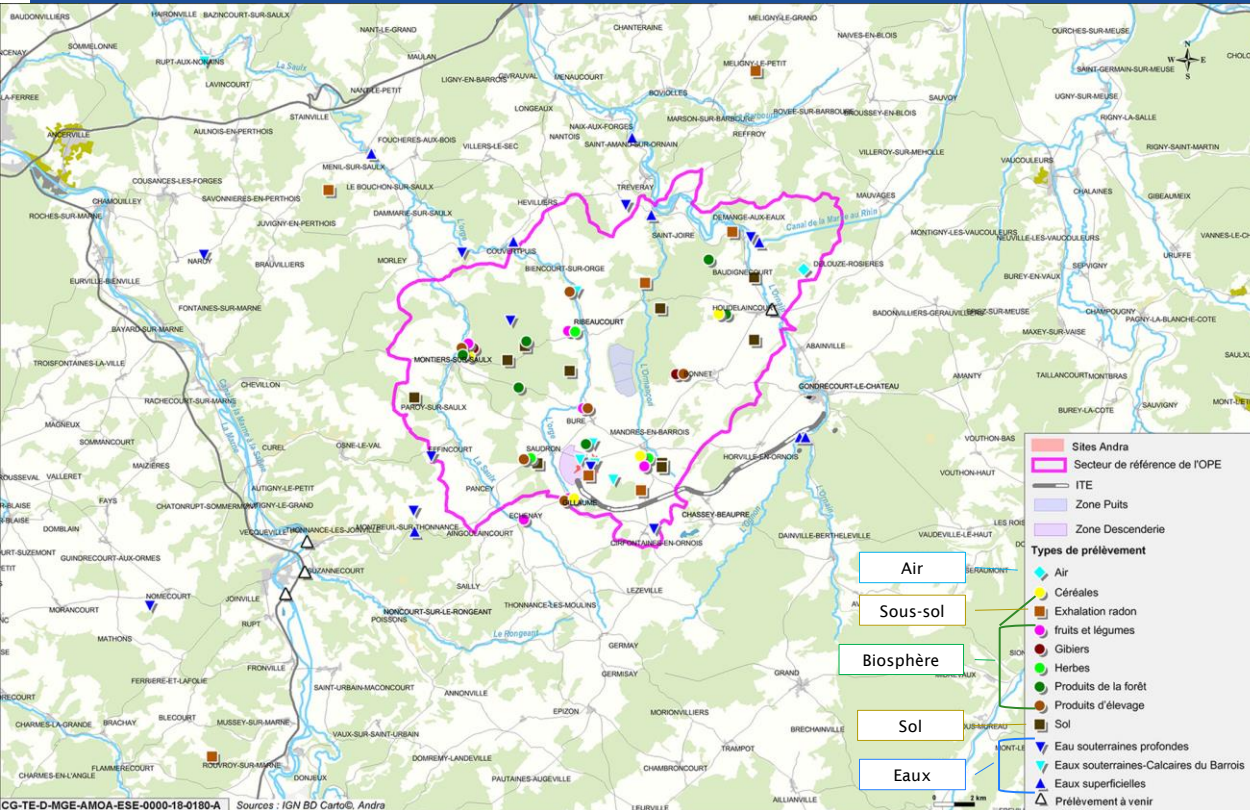 BAUDONVILLIERS
HAIRONVILLE
BAZINCOURT-SUR-SAULX
NANT-LE-GRAND
CHANTERAINE
MELIGNY-LE-GRAND
NAIVES-EN-BLOIS
OURCHES-SUR-MEUSE
SOMMELONNE
RUPT-AUX-NONAINS
La Saulx
MAULAN
LIGNY-EN-BARROIS
GIVRAUVAL
MENAUCOURT
MELIGNY-LE-PETIT
SAINT-GERMAIN-SUR-MEUSE
N
W
E
S
LAVINCOURT
NANT-LE-PETIT
BOVIOLLES
SAUVOY
UGNY-SUR-MEUSE
STAINVILLE
LONGEAUX
NAIX-AUX-FORGES
MARSON-SUR-BARBOURE
BOVEE-SUR-BARBOURE
BROUSSEY-EN-BLOIS
RIGNY-LA-SALLE
ANCERVILLE
AULNOIS-EN-PERTHOIS
FOUCHERES-AUX-BOIS
VILLERS-LE-SEC
NANTOIS
SAINT-AMAND-SUR-ORNAIN
REFFROY
VILLEROY-SUR-MEHOLLE
RIGNY-SAINT-MARTIN
VAUCOULEURS
COUSANCES-LES-FORGES
MENIL-SUR-SAULX
LE BOUCHON-SUR-SAULX
TREVERAY
MAUVAGES
CHALAINES
GIBEAUMEIX
CHAMOUILLEY
SAVONNIERES-EN-PERTHOIS
DAMMARIE-SUR-SAULX
HEVILLIERS
DEMANGE-AUX-EAUX
ROCHES-SUR-MARNE
JUVIGNY-EN-PERTHOIS
SAINT-JOIRE
Canal de la Marne au Rhin
MONTIGNY-LES-VAUCOULEURS
NEUVILLE-LES-VAUCOULEURS
COUVERTPUIS
NARCY
BRAUVILLIERS
MORLEY
BIENCOURT-SUR-ORGE
BAUDIGNECOURT
DELOUZE-ROSIERES
SEPVIGNY
URUFFE
EURVILLE-BIENVILLE
BUREY-EN-VAUX
FONTAINES-SUR-MARNE
RIBEAUCOURT
HOUDELAINCOURT
BADONVILLIERS-GERAUVILLIERS
CHAMPOUGNY
PAGNY-LA-BLANCHE-COTE
BAYARD-SUR-MARNE
MAXEY-SUR-VAISE
ABAINVILLE
TROISFONTAINES-LA-VILLE
MONTIERS-SUR-SAULX
BONNET
AMANTY
TAILLANCOURT
MONTBRAS
CHEVILLON
L'Ormançon
GONDRECOURT-LE-CHATEAU
RACHECOURT-SUR-MARNE
PAROY-SUR-SAULX
BUREY-LA-COTE
SAUVIGNY
MAGNEUX
BURE
L'orge
MANDRES-EN-BARROIS
SOMMANCOURT
CUREL
OSNE-LE-VAL
SAUDRON
HORVILLE-EN-ORNOIS
VOUTHON-BAS
MAIZIERES
VALLERET
La Saulx
PANCEY
VOUTHON-HAUT
AUTIGNY-LE-PETIT
AUTIGNY-LE-GRAND
FAYS
CHATONRUPT-SOMMERMONT
GILLAUME
ECHENAY
CHASSEY-BEAUPRE
DOMBLAIN
VECQUEVILLE
THONNANCE-LES-JOINVILLE
MONTREUIL-SUR-THONNANCE
AINGOULAINCOURT
CIRFONTAINES-EN-ORNOIS
DAINVILLE-BERTHELEVILLE
VAUDEVILLE-LE-HAUT
GUINDRECOURT-AUX-ORMES
SUZANNECOURT
SAILLY
LEZEVILLE
NOMECOURT
JOINVILLE
NONCOURT-SUR-LE-RONGEANT
THONNANCE-LES-MOULINS
MORANCOURT
RUPT
POISSONS
Le Rongeant
MATHONS
GERMAY
FRONVILLE
GERMISAY
GRAND
FERRIERE-ET-LAFOLIE
SAINT-URBAIN-MACONCOURT
ANNONVILLE
EPIZON
MORIONVILLIERS
CHARMES-LA-GRANDE
BRACHAY
BLECOURT
MUSSEY-SUR-MARNE
VAUX-SUR-SAINT-URBAIN
BRECHAINVILLE
TRAMPOT
ROUVROY-SUR-MARNE
DOMREMY-LANDEVILLE
CHAMBRONCOURT
FLAMMERECOURT
CHARMES-EN-L'ANGLE
DONJEUX
PAUTAINES-AUGEVILLE
AILLIANVILLE
LEURVILLE
Sites Andra
Secteur de référence de l'OPE
ITE
Zone Puits
Zone Descenderie
Types de prélèvement
Air
Céréales
Exhalation radon
fruits et légumes
Gibiers
Herbes
Produits de la forêt
Produits d'élevage
Sol
Eau souterraines profondes
Eaux souterraines-Calcaires du Barrois
Eaux superficielles
Prélèvement à venir
Air
Sous-sol
Biosphère
Sol
Eaux
0 2 km
CG-TE-D-MGE-AMOA-ESE-0000-18-0180-A
Sources : IGN BD Carto©, Andra